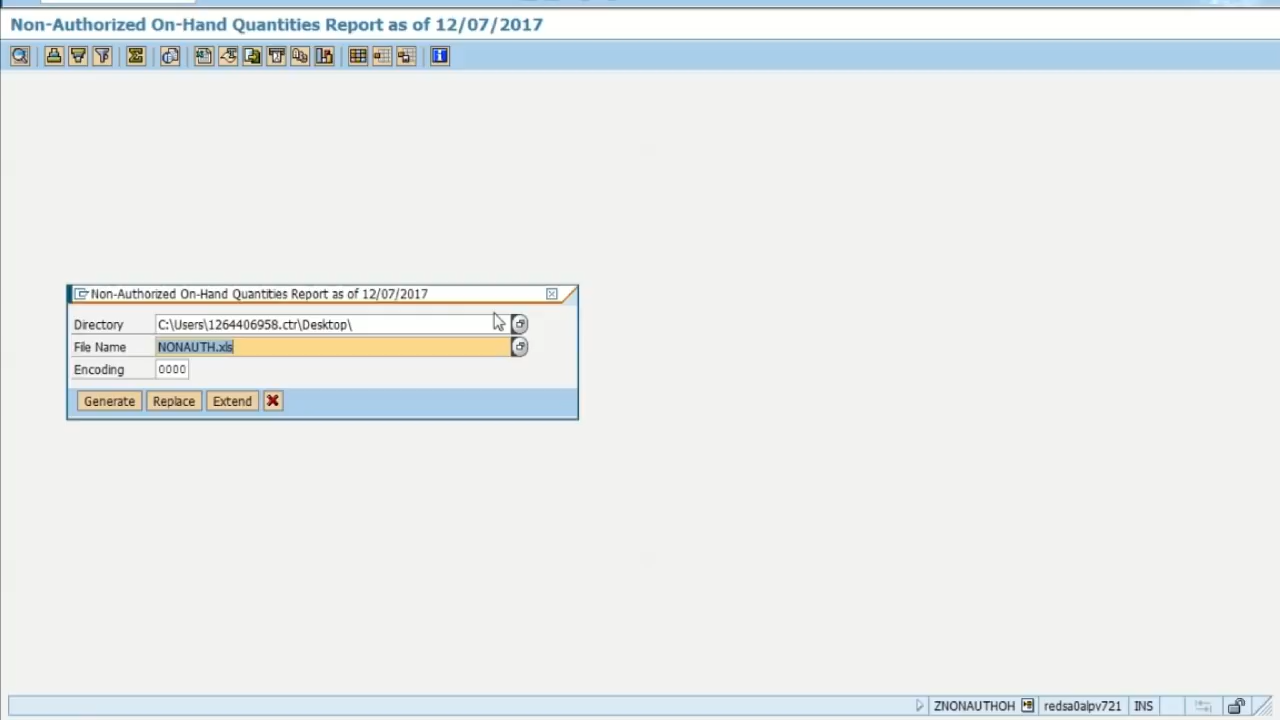 Non-Authorized On-Hand Quantities Report as of 12/07/2017
Non-Authorized On-Hand Quantities Report as of 12/07/2017
Directory C:\Users\1264406958.ctr\Desktop\
File Name NONAUTH.xls
Encoding 0000
Generate Replace Extend
ZNONAUTHOH redsa0alpv721 INS